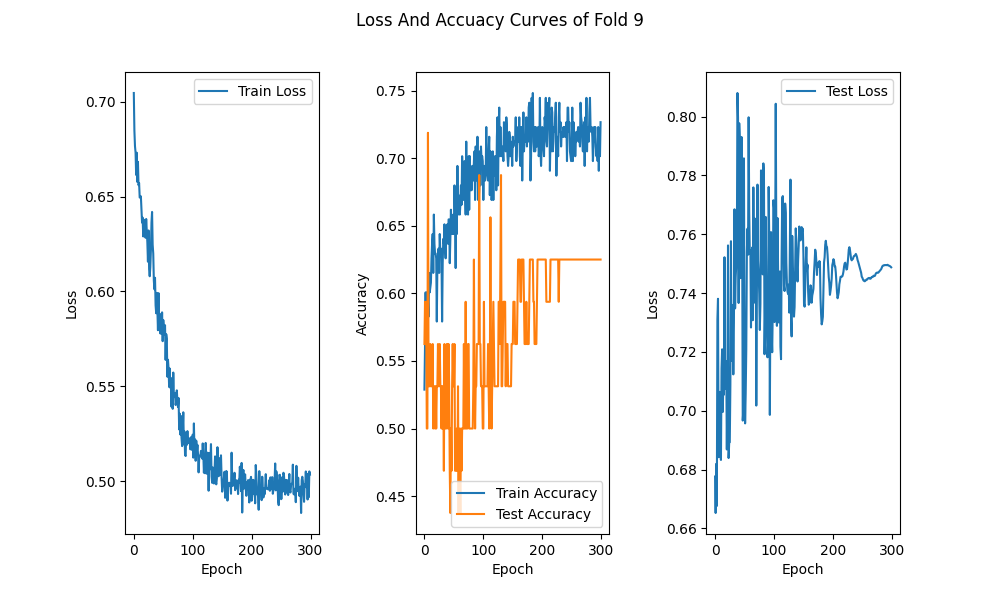 Loss And Accuacy Curves of Fold 9
Train Loss
0.70
0.65
0.60
0.55
0.50
Loss
0 100 200 300
Epoch
0.75
0.70
0.65
0.60
0.55
0.50
0.45
Accuracy
Train Accuracy
Test Accuracy
0 100 200 300
Epoch
Test Loss
0.80
0.78
0.76
0.74
0.72
0.70
0.68
0.66
Loss
0 100 200 300
Epoch